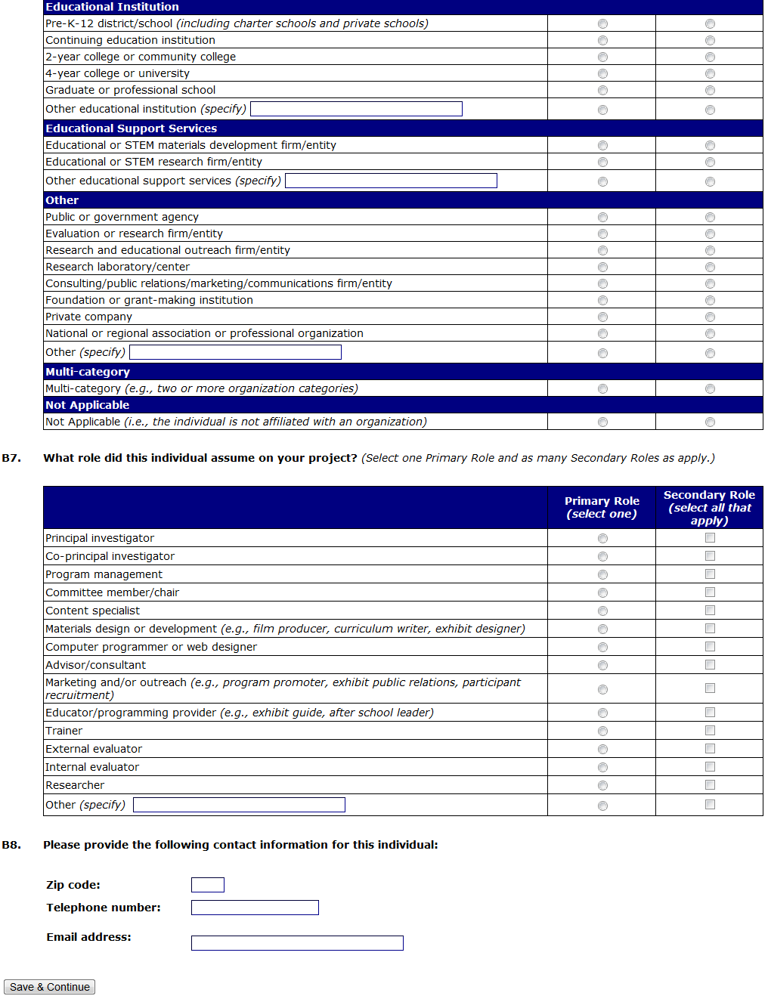 Educational Institution
Pre-K-12 district/school (including charter schools and private schools)
Continuing education institution
2-year college or community college
4-year college or university
Graduate or professional school
Other educational institution (specify)
Educational Support Services
Educational or STEM materials development firm/entity
Educational or STEM research firm/entity
Other educational support services (specify)
Other
Public or government agency
Evaluation or research firm/entity
Research and educational outreach firm/entity
Research laboratory/center
Consulting/public relations/marketing/communications firm/entity
Foundation or grant-making institution
Private company
National or regional association or professional organization
Other (specify)
Multi-category
Multi-category (e.g., two or more organization categories)
Not Applicable
Not Applicable (i.e., the individual is not affiliated with an organization)
B7. What role did this individual assume on your project? (Select one Primary Role and as many Secondary Roles as apply.)
Primary Role
(select one)
Secondary Role
(select all that
apply)
Principal investigator
Co-principal investigator
Program management
Committee member/chair
Content specialist
Materials design or development (e.g., film producer, curriculum writer, exhibit designer)
Computer programmer or web designer
Advisor/consultant
Marketing and/or outreach (e.g., program promoter, exhibit public relations, participant
recruitment)
Educator/programming provider (e.g., exhibit guide, after school leader)
Trainer
External evaluator
Internal evaluator
Researcher
Other (specify)
B8. Please provide the following contact information for this individual:
Zip code:
Telephone number:
Email address:
Save & Continue